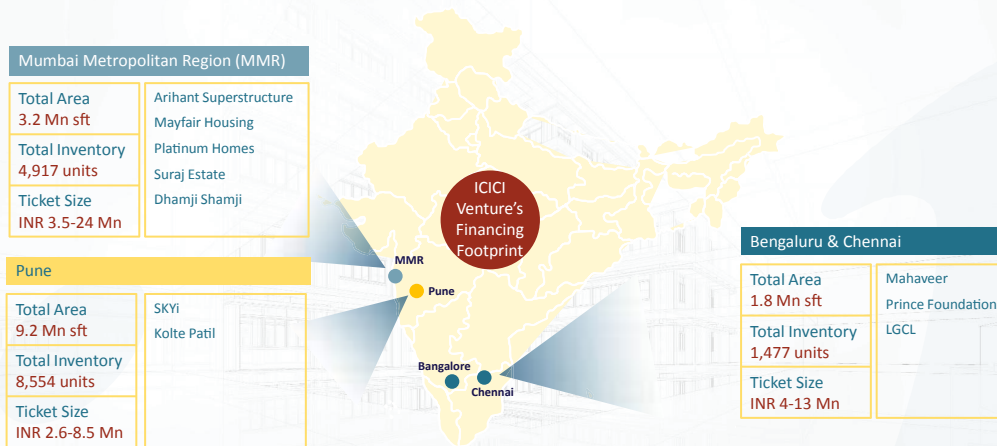 Mumbai Metropolitan Region (MMR)
Total Area
3.2 Mn sft
Total Inventory
4,917 units
Ticket Size
INR 3.5-24 Mn
Arihant Superstructure
Mayfair Housing
Platinum Homes
Suraj Estate
Dhamji Shamji
Pune
Total Area
9.2 Mn sft
Total Inventory
8,554 units
Ticket Size
INR 2.6-8.5 Mn
SKYi
Kolte Patil
ICICI
Venture's
Financing
Footprint
MMR
Pune
Bangalore
Chennai
Bengaluru & Chennai
Total Area
1.8 Mn sft
Total Inventory
1,477 units
Ticket Size
INR 4-13 Mn
Mahaveer
Prince Foundation
LGCL